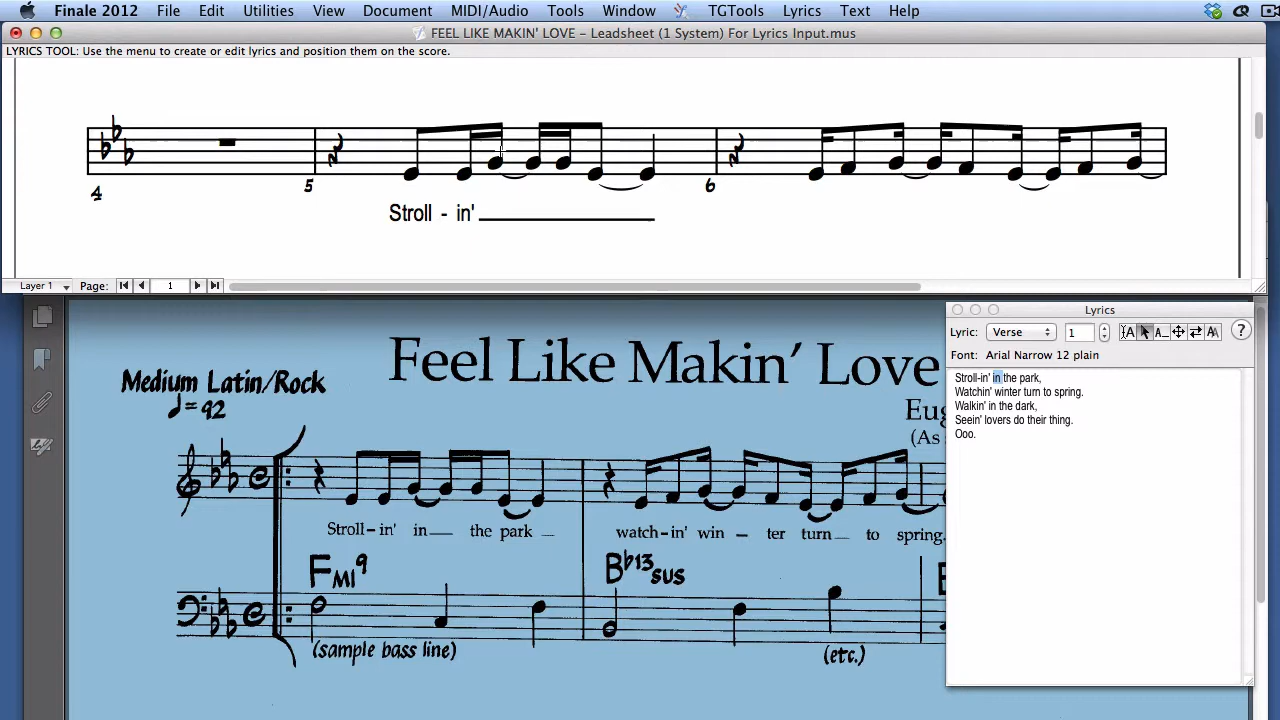 Finale 2012 File Edit Utilities View Document MIDI/Audio Tools Window TGTools Lyrics Text Help
FEEL LIKE MAKIN' LOVE – Leadsheet (1 System) For Lyrics Input.mus
LYRICS TOOL: Use the menu to create or edit lyrics and position them on the score.
4 5 6
Stroll - in'
Layer 1 Page: 1
Lyrics
Lyric: Verse 1 ?
Font: Arial Narrow 12 plain
Stroll-in' in the park,
Watchin' winter turn to spring.
Walkin' in the dark,
Seein' lovers do their thing.
Ooo.
Feel Like Makin' Love
Medium Latin/Rock
♩=92
Eug
(As
Stroll-in' in the park watch-in' win - ter turn to spring.
FMI9 Bb13SUS
(sample bass line) (etc.)